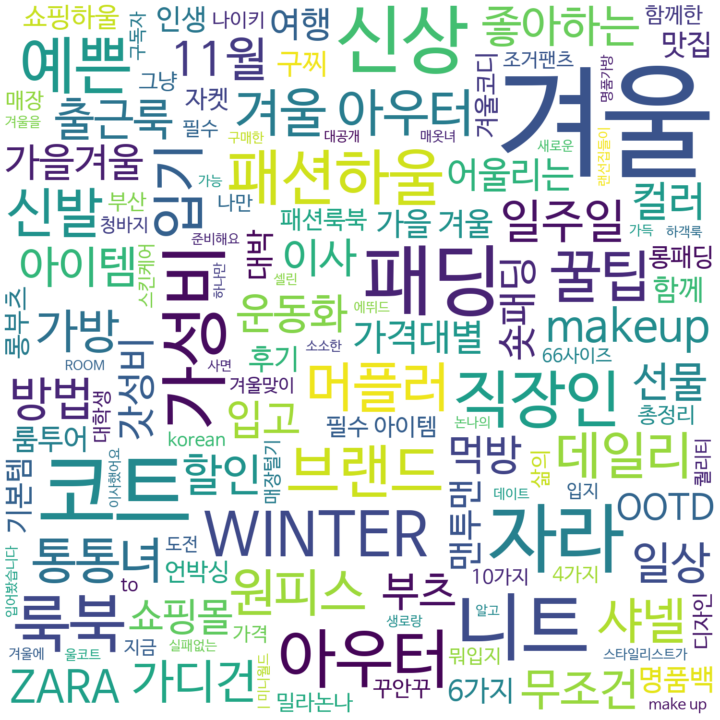 쇼핑하울
구독자
인생
나이키
여행
신상
좋아하는
함께한
맛집
예쁜
11월
구찌
조거팬츠
명품가방
매장
그냥
자켓
겨울 아우터
겨울코디
겨울
겨울을
출근룩
필수
구매한
대공개
매옷녀
새로운
랜선집들이
가을겨울
입기
가능
패션하울
어울리는
컬러
신발
부산
나만
청바지
준비해요
대박
패션룩북
가을 겨울
일주일
가득
하객룩
롱패딩
아이템
스킨케어
가성비
하나만
셀린
이사
패딩
숏패딩
꿀팁
함께
롱부츠
가방
운동화
에뛰드
가격대별
makeup
ROOM
사면
소소한
66사이즈
방법
대학생
갓성비
후기
겨울맞이
머플러
직장인
선물
총정리
룸투어
입고
korean
필수 아이템
논나의
기본템
코트
이사했어요
할인
매장털기
브랜드
먹방
삶의
데일리
퀄리티
입지
데이트
통통녀
WINTER
맨투맨
자라
OOTD
입어봤습니다
도전
언박싱
to
10가지
4가지
일상
룩북
쇼핑몰
원피스
부츠
니트
샤넬
디자인
지금
가격
생로랑
알고
겨울에
울코트
실패없는
미니월드
아우터
뭐입지
스타일리스트가
ZARA
가디건
밀라논나
꾸안꾸
6가지
무조건
명품백
make up